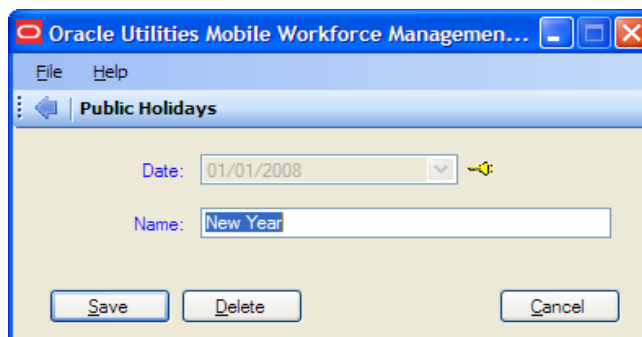 Oracle Utilities Mobile Workforce Managemen...
File Help
Public Holidays
Date: 01/01/2008
Name: New Year
Save Delete Cancel